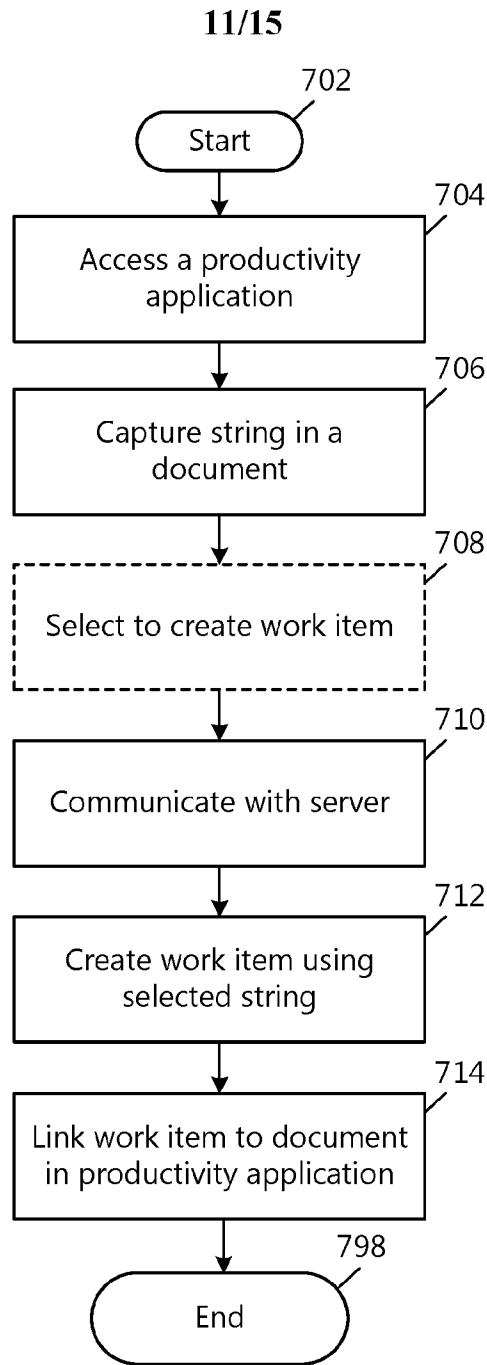 11/15
702
Start
704
Access a productivity
application
706
Capture string in a
document
708
Select to create work item
710
Communicate with server
712
Create work item using
selected string
714
Link work item to document
in productivity application
798
End